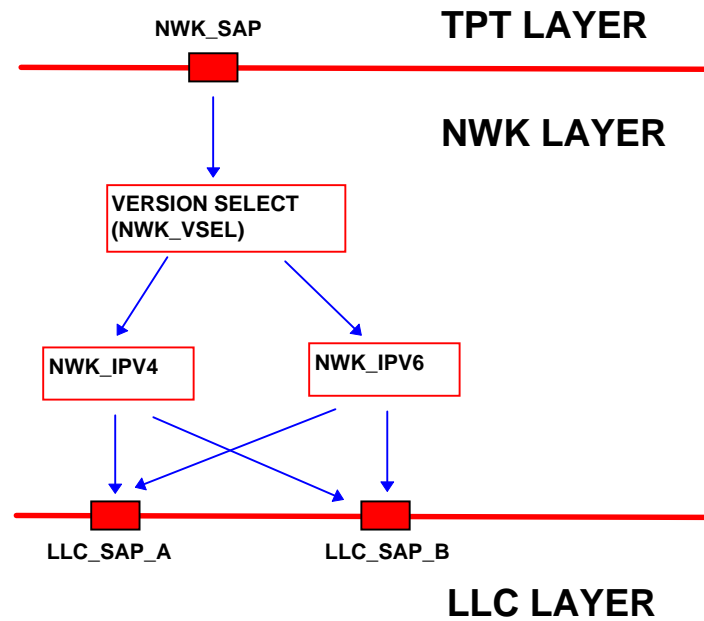 TPT LAYER
NWK_SAP
NWK LAYER
VERSION SELECT
(NWK_VSEL)
NWK_IPV4
NWK_IPV6
LLC_SAP_A
LLC_SAP_B
LLC LAYER